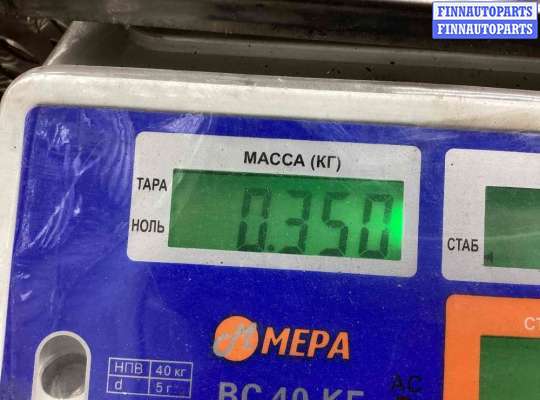 FINNAUTOPARTS
FINNAUTOPARTS
МАССА (КГ)
ТАРА
НОЛЬ
0.350
СТАБ
МЕРА
НПВ 40 кг
d 5 г